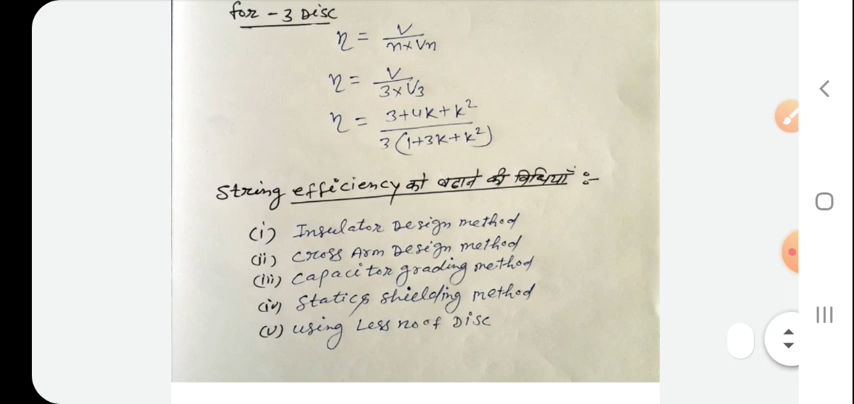 for - 3 Disc
η = V / n×Vn
η = V / 3×V3
η = 3+4K+K² / 3(1+3K+K²)
String efficiency को बढाने की विधियाँ :-
(i) Insulator Design method
(ii) Cross Arm Design method
(iii) Capacitor grading method
(iv) Statics shielding method
(v) using Less no of Disc